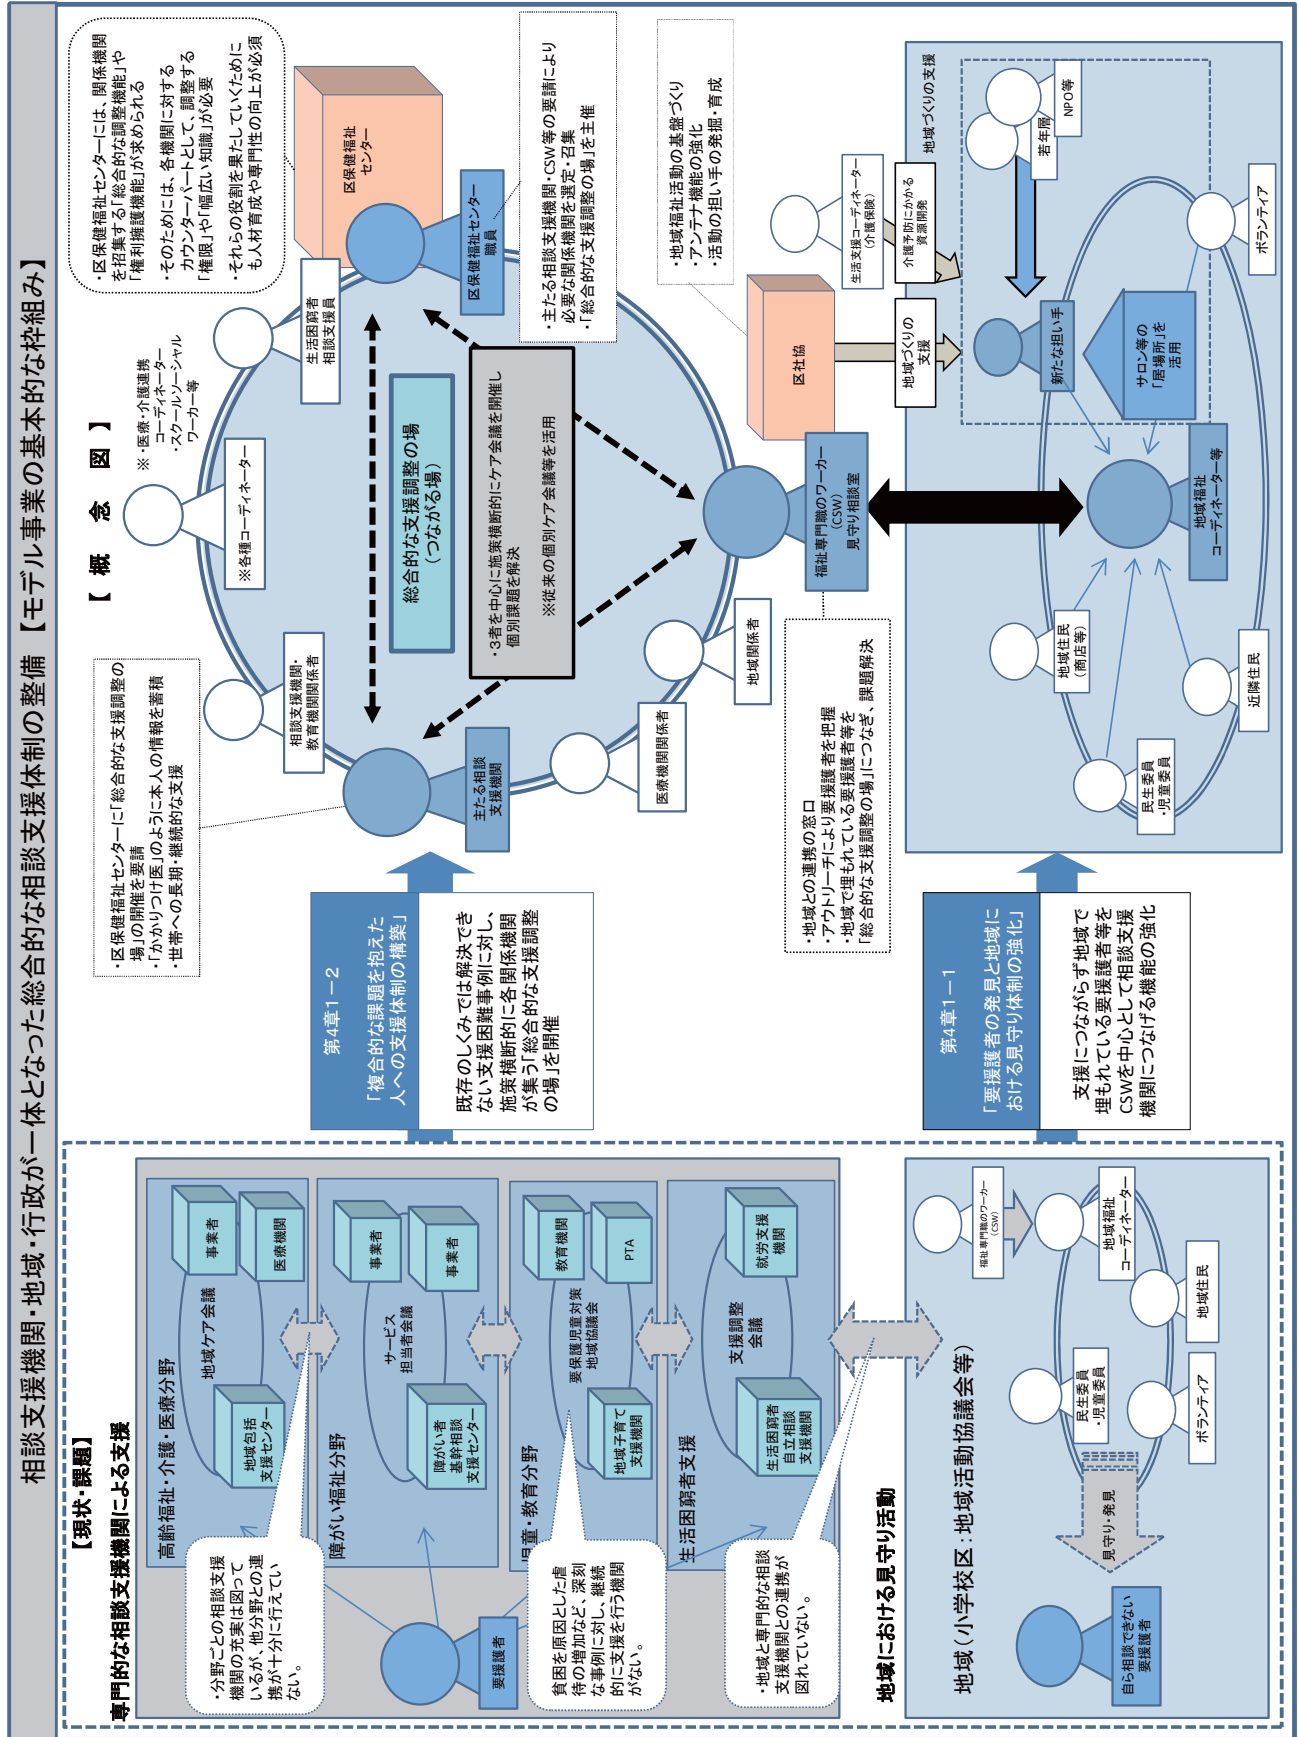 相談支援機関・地域・行政が一体となった総合的な相談支援体制の整備 【モデル事業の基本的な枠組み】
【現状・課題】
専門的な相談支援機関による支援
高齢福祉・介護・医療分野
地域ケア会議
事業者
医療機関
地域包括
支援センター
・分野ごとの相談支援
機関の充実は図って
いるが、他分野との連
携が十分に行えてい
ない。
障がい福祉分野
サービス
担当者会議
事業者
事業者
障がい者
基幹相談
支援センター
要援護者
児童・教育分野
要保護児童対策
地域協議会
教育機関
PTA
地域子育て
支援機関
貧困を原因とした虐
待の増加など、深刻
な事例に対し、継続
的に支援を行う機関
がない。
生活困窮者支援
支援調整
会議
就労支援
機関
生活困窮者
自立相談
支援機関
・地域と専門的な相談
支援機関との連携が
図れていない。
地域における見守り活動
地域（小学校区：地域活動協議会等）
福祉専門職のワーカー
（CSW）
地域福祉
コーディネーター
民生委員
・児童委員
地域住民
ボランティア
見守り・発見
自ら相談できない
要援護者
第4章1－2
「複合的な課題を抱えた
人への支援体制の構築」
既存のしくみでは解決でき
ない支援困難事例に対し、
施策横断的に各関係機関
が集う「総合的な支援調整
の場」を開催
第4章1－1
「要援護者の発見と地域に
おける見守り体制の強化」
支援につながらず地域で
埋もれている要援護者等を
CSWを中心として相談支援
機関につなげる機能の強化
【 概 念 図 】
・区保健福祉センターに「総合的な支援調整の
場」の開催を要請
・「かかりつけ医」のように本人の情報を蓄積
・世帯への長期・継続的な支援
※・医療・介護連携
コーディネーター
・スクールソーシャル
ワーカー等
・区保健福祉センターには、関係機関
を招集する「総合的な調整機能」や
「権利擁護機能」が求められる
・そのためには、各機関に対する
カウンターパートとして、調整する
「権限」や「幅広い知識」が必要
・それらの役割を果たしていくために
も人材育成や専門性の向上が必須
相談支援機関・
教育機関関係者
※各種コーディネーター
生活困窮者
相談支援員
区保健福祉
センター
区保健福祉センター
職員
主たる相談
支援機関
総合的な支援調整の場
（つながる場）
・3者を中心に施策横断的にケア会議を開催し
個別課題を解決
※従来の個別ケア会議等を活用
・主たる相談支援機関・CSW等の要請により
必要な関係機関を選定・召集
・「総合的な支援調整の場」を主催
医療機関関係者
地域関係者
福祉専門職のワーカー
（CSW）
見守り相談室
区社協
・地域福祉活動の基盤づくり
・アンテナ機能の強化
・活動の担い手の発掘・育成
・地域との連携の窓口
・アウトリーチにより要援護者を把握
・地域で埋もれている要援護者等を
「総合的な支援調整の場」につなぎ、課題解決
生活支援コーディネーター
（介護保険）
介護予防にかかる
資源開発
地域づくりの
支援
地域づくりの支援
若年層
NPO等
新たな担い手
サロン等の
「居場所」を
活用
ボランティア
地域福祉
コーディネーター等
地域住民
（商店等）
民生委員
・児童委員
近隣住民